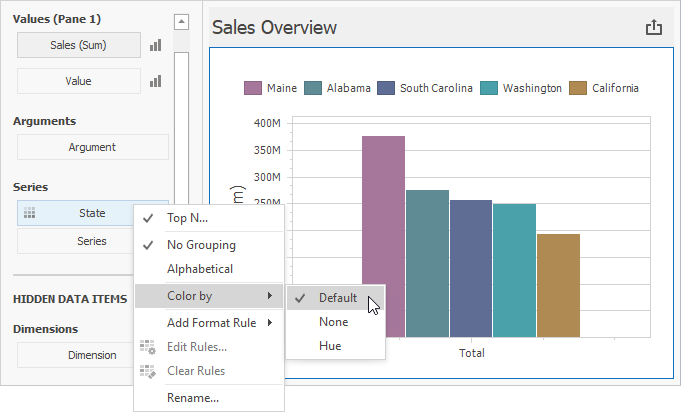 Values (Pane 1)
Sales (Sum)
Value
Arguments
Argument
Series
State
Series
HIDDEN DATA ITEMS
Dimensions
Dimension
Top N...
No Grouping
Alphabetical
Color by
Add Format Rule
Edit Rules...
Clear Rules
Rename...
Default
None
Hue
Sales Overview
Maine Alabama South Carolina Washington California
400M
350M
300M
250M
m)
Total